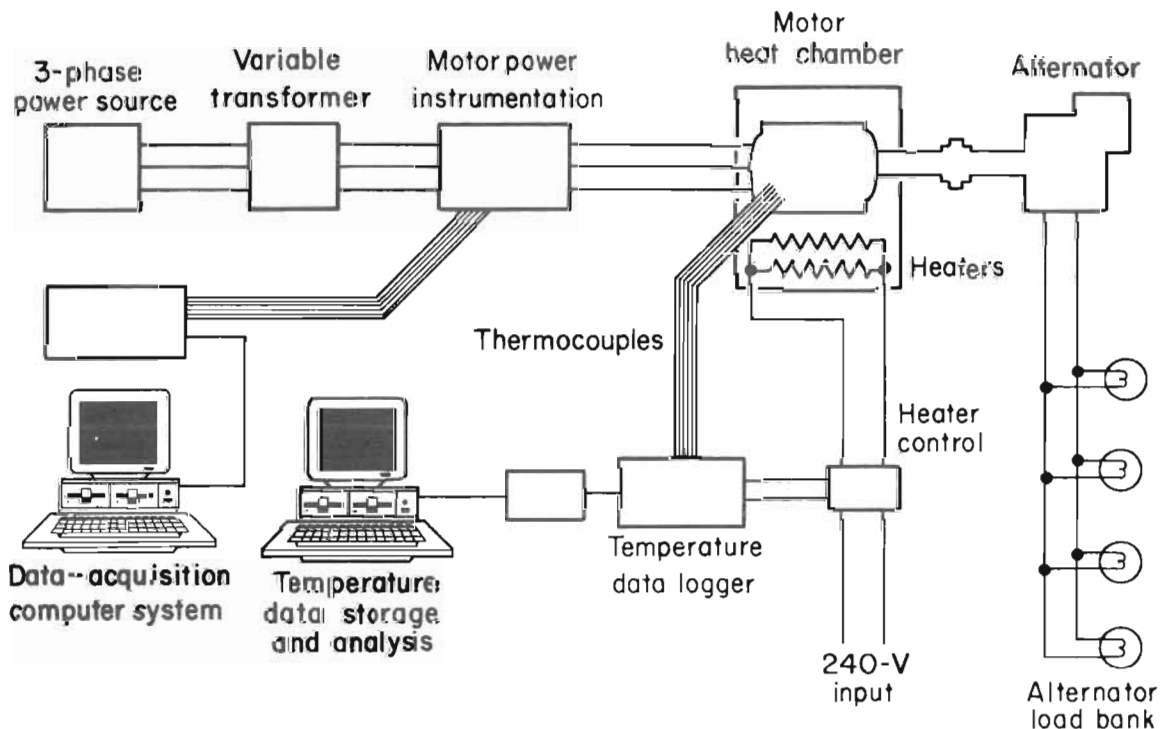 3-phase
power source
Variable
transformer
Motor power
instrumentation
Motor
heat chamber
Alternator
Heaters
Thermocouples
Heater
control
Data-acquisition
computer system
Temperature
data storage
and analysis
Temperature
data logger
240-V
input
Alternator
load bank